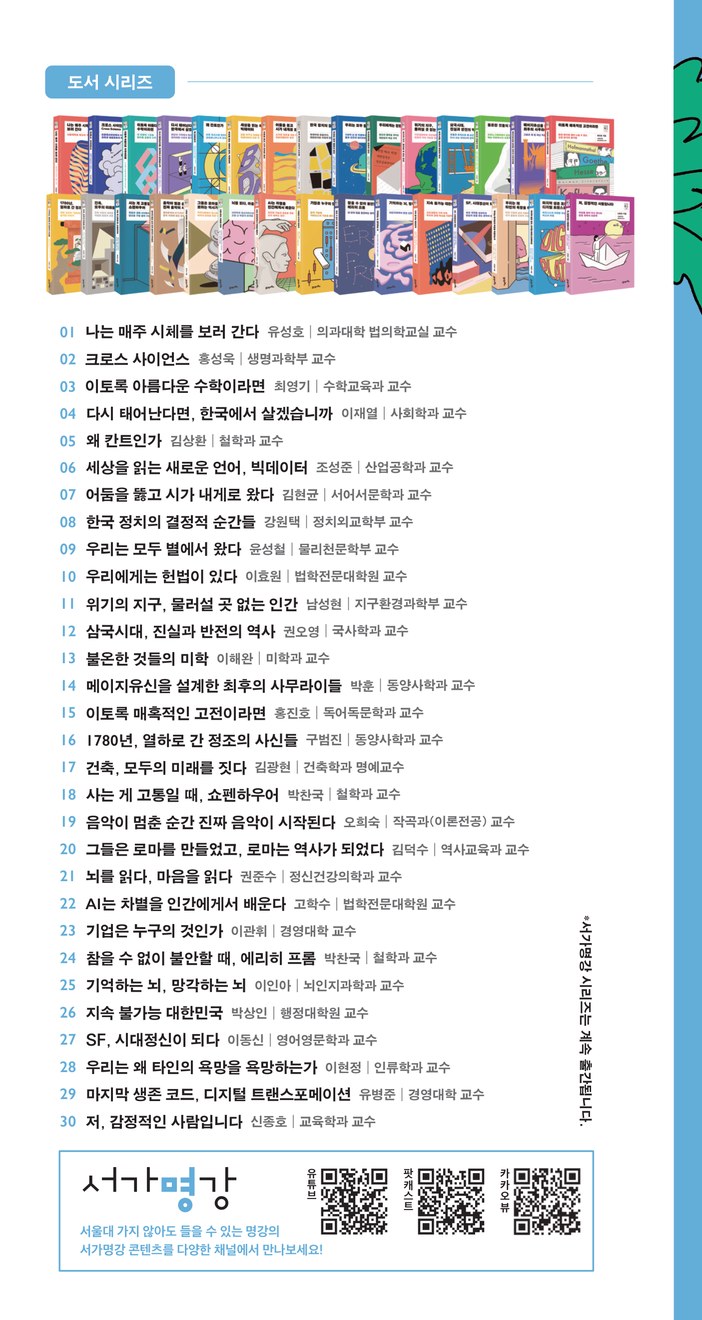 도서 시리즈
01 나는 매주 시체를 보러 간다 유성호 | 의과대학 법의학교실 교수
02 크로스 사이언스 홍성욱 | 생명과학부 교수
03 이토록 아름다운 수학이라면 최영기 | 수학교육과 교수
04 다시 태어난다면, 한국에서 살겠습니까 이재열 | 사회학과 교수
05 왜 칸트인가 김상환 | 철학과 교수
06 세상을 읽는 새로운 언어, 빅데이터 조성준 | 산업공학과 교수
07 어둠을 뚫고 시가 내게로 왔다 김현균 | 서어서문학과 교수
08 한국 정치의 결정적 순간들 강원택 | 정치외교학부 교수
09 우리는 모두 별에서 왔다 윤성철 | 물리천문학부 교수
10 우리에게는 헌법이 있다 이효원 | 법학전문대학원 교수
11 위기의 지구, 물러설 곳 없는 인간 남성현 | 지구환경과학부 교수
12 삼국시대, 진실과 반전의 역사 권오영 | 국사학과 교수
13 불온한 것들의 미학 이해완 | 미학과 교수
14 메이지유신을 설계한 최후의 사무라이들 박훈 | 동양사학과 교수
15 이토록 매혹적인 고전이라면 홍진호 | 독어독문학과 교수
16 1780년, 열하로 간 정조의 사신들 구범진 | 동양사학과 교수
17 건축, 모두의 미래를 짓다 김광현 | 건축학과 명예교수
18 사는 게 고통일 때, 쇼펜하우어 박찬국 | 철학과 교수
19 음악이 멈춘 순간 진짜 음악이 시작된다 오희숙 | 작곡과(이론전공) 교수
20 그들은 로마를 만들었고, 로마는 역사가 되었다 김덕수 | 역사교육과 교수
21 뇌를 읽다, 마음을 읽다 권준수 | 정신건강의학과 교수
22 AI는 차별을 인간에게서 배운다 고학수 | 법학전문대학원 교수
23 기업은 누구의 것인가 이관휘 | 경영대학 교수
24 참을 수 없이 불안할 때, 에리히 프롬 박찬국 | 철학과 교수
25 기억하는 뇌, 망각하는 뇌 이인아 | 뇌인지과학과 교수
26 지속 불가능 대한민국 박상인 | 행정대학원 교수
27 SF, 시대정신이 되다 이동신 | 영어영문학과 교수
28 우리는 왜 타인의 욕망을 욕망하는가 이현정 | 인류학과 교수
29 마지막 생존 코드, 디지털 트랜스포메이션 유병준 | 경영대학 교수
30 저, 감정적인 사람입니다 신종호 | 교육학과 교수
*서가명강 시리즈는 계속 출간됩니다.
서가명강
서울대 가지 않아도 들을 수 있는 명강의
서가명강 콘텐츠를 다양한 채널에서 만나보세요!
유튜브
팟캐스트
카카오뷰